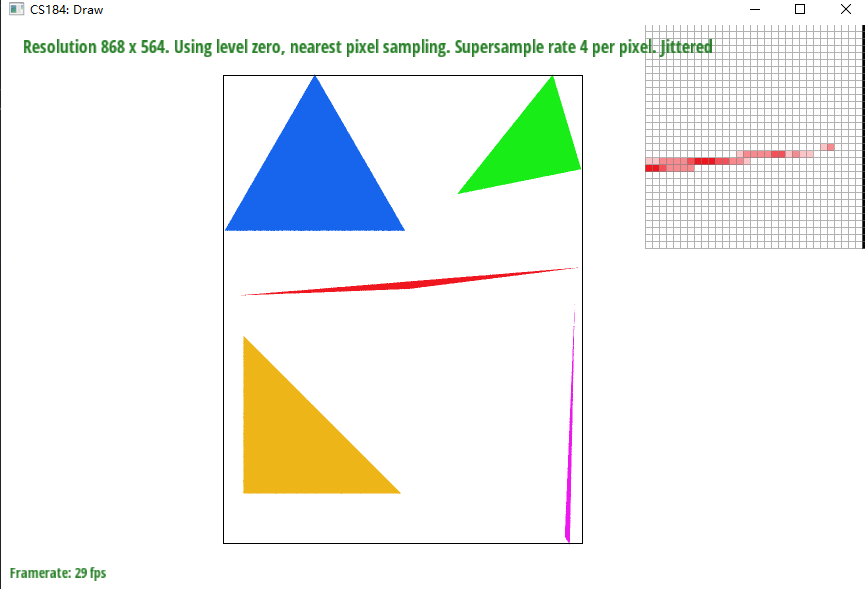 CS184: Draw
Resolution 868 x 564. Using level zero, nearest pixel sampling. Supersample rate 4 per pixel. Jittered
Framerate: 29 fps